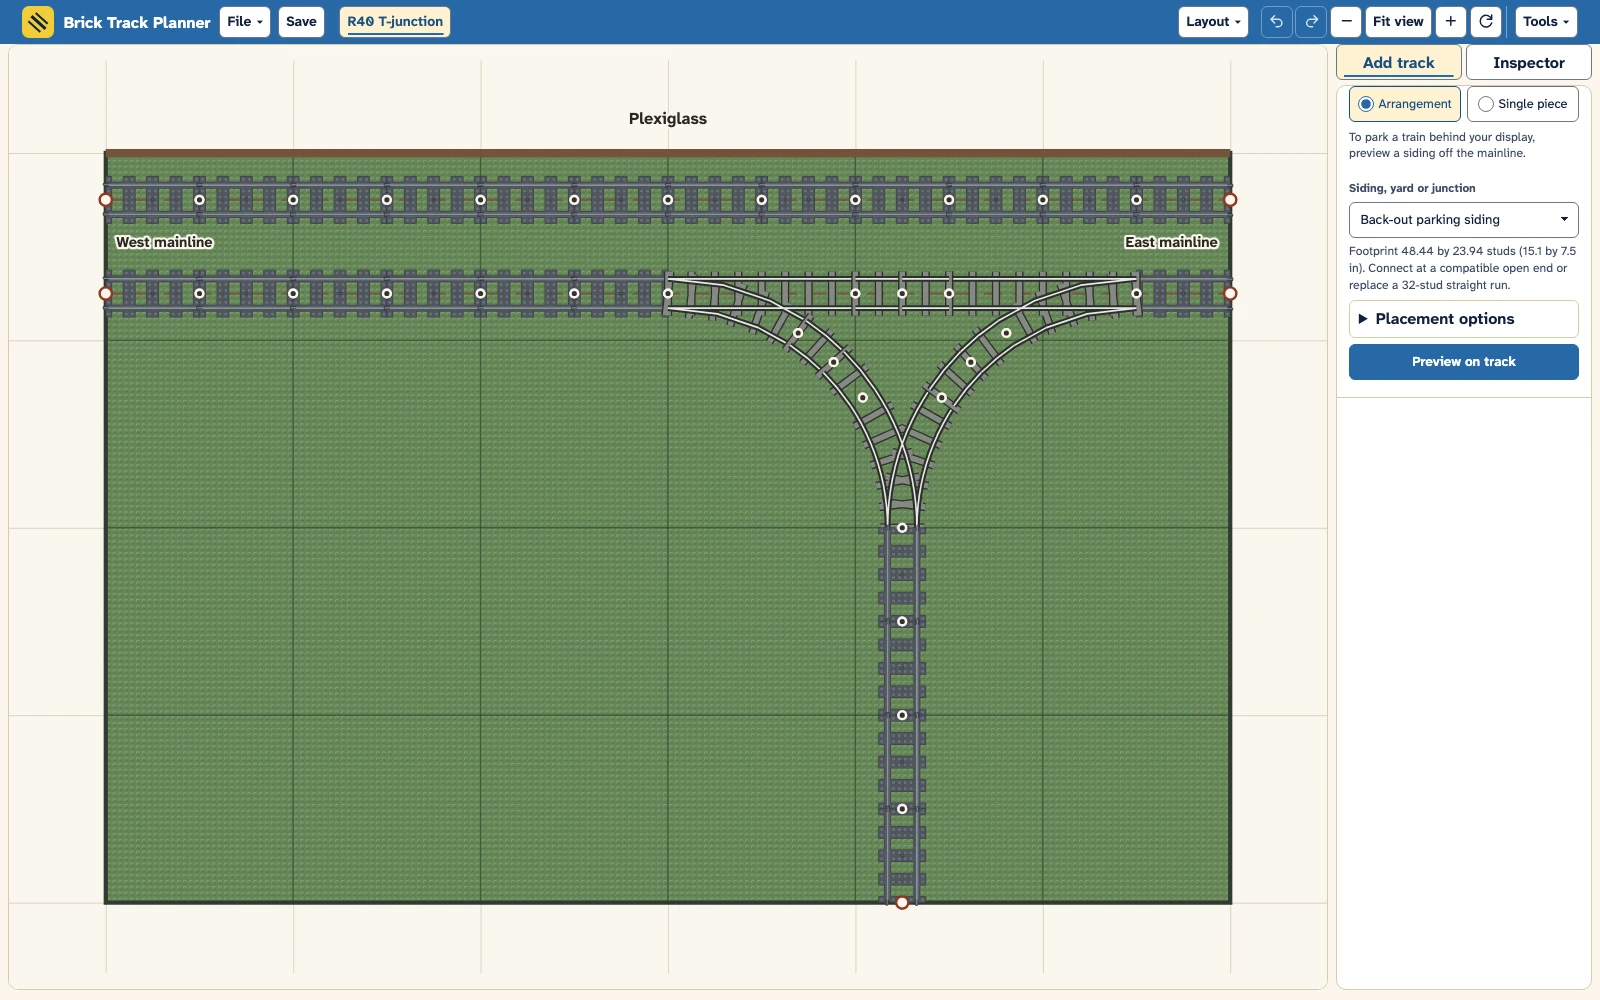 Brick Track Planner
File
Save
R40 T-junction
Layout
Fit view
Tools
Add track
Inspector
Arrangement
Single piece
To park a train behind your display,
preview a siding off the mainline.
Siding, yard or junction
Back-out parking siding
Footprint 48.44 by 23.94 studs (15.1 by 7.5
in). Connect at a compatible open end or
replace a 32-stud straight run.
Placement options
Preview on track
Plexiglass
West mainline
East mainline